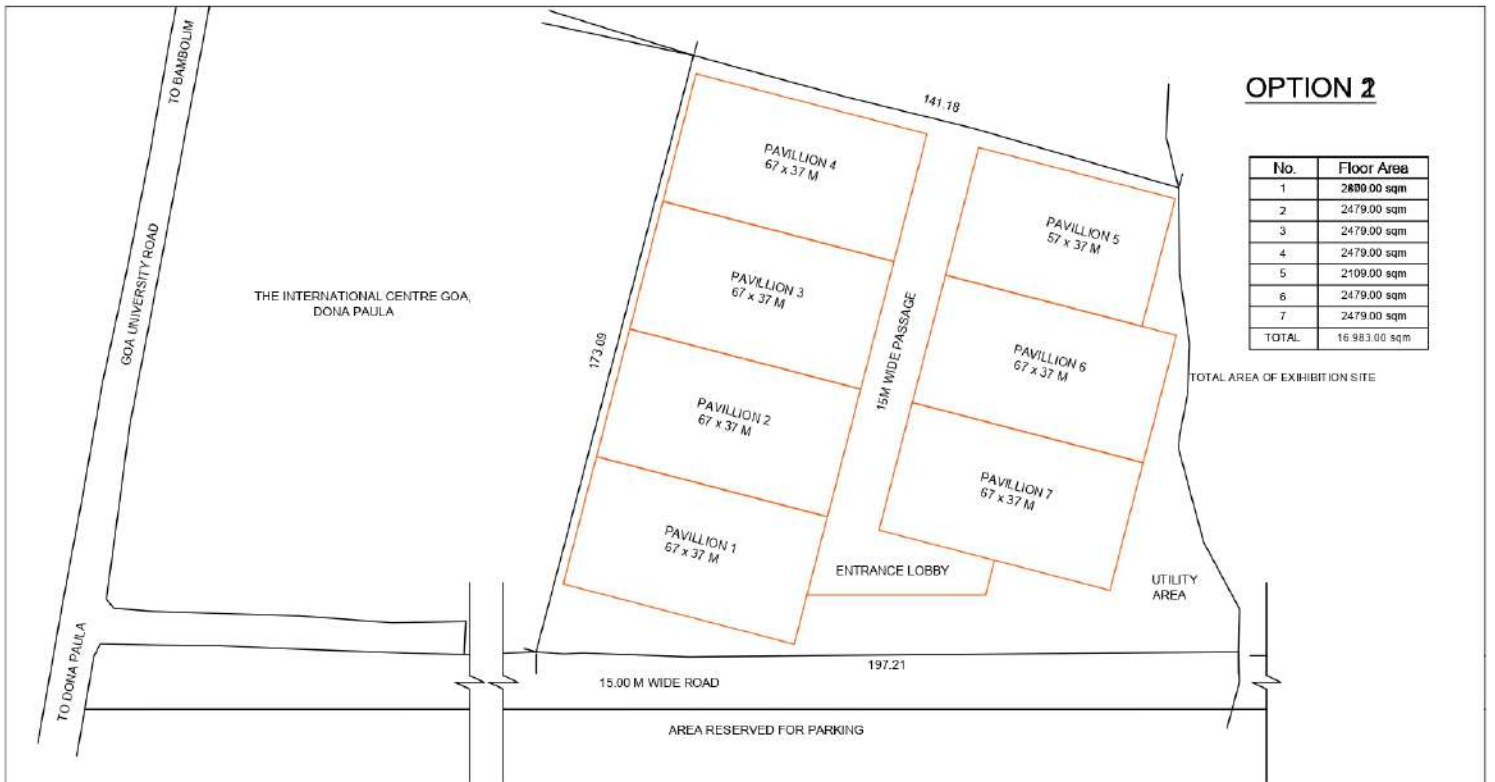 TO BAMBOLIM
GOA UNIVERSITY ROAD
TO DONA PAULA
THE INTERNATIONAL CENTRE GOA,
DONA PAULA
141.18
173.09
PAVILLION 4
67 x 37 M
PAVILLION 3
67 x 37 M
PAVILLION 2
67 x 37 M
PAVILLION 1
67 x 37 M
15M WIDE PASSAGE
PAVILLION 5
57 x 37 M
PAVILLION 6
67 x 37 M
PAVILLION 7
67 x 37 M
ENTRANCE LOBBY
UTILITY
AREA
197.21
15.00 M WIDE ROAD
AREA RESERVED FOR PARKING
OPTION
No. Floor Area
1 sqm
2 2479.00 sqm
3 2479.00 sqm
4 2479.00 sqm
5 2109.00 sqm
6 2479.00 sqm
7 2479.00 sqm
TOTAL 16 983.00 sqm
TOTAL AREA OF EXIHIBITION SITE